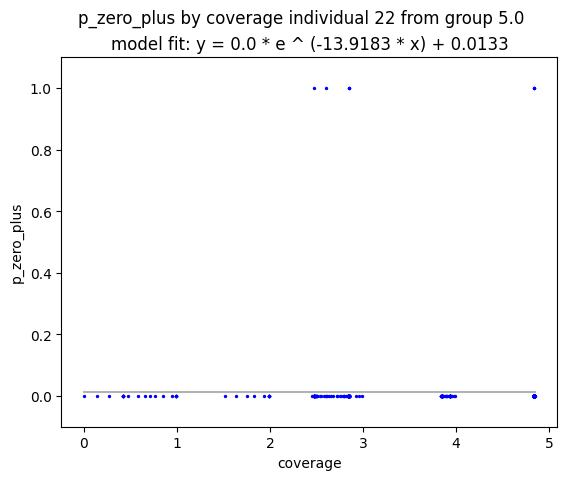 p_zero_plus by coverage individual 22 from group 5.0
model fit: y = 0.0 * e ^ (-13.9183 * x) + 0.0133
1.0
0.8
0.6
0.4
0.2
0.0
p_zero_plus
0 1 2 3 4 5
coverage